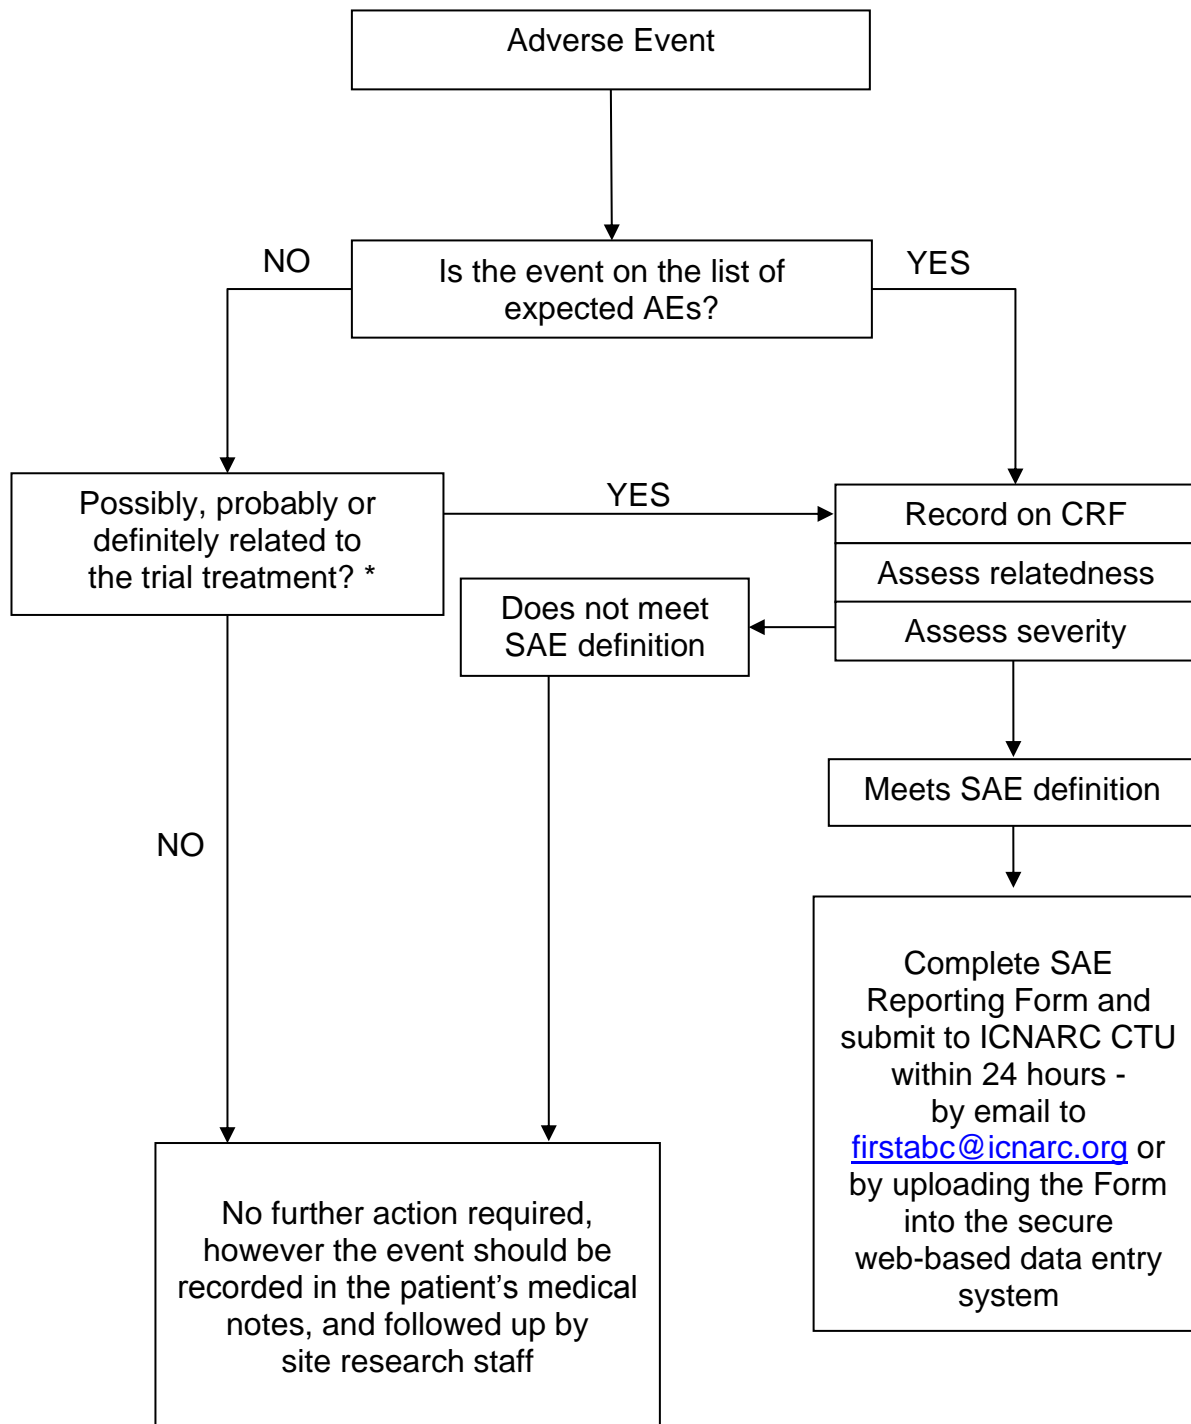 Adverse Event
NO
Is the event on the list of
expected AEs?
YES
Possibly, probably or
definitely related to
the trial treatment? *
YES
Record on CRF
Assess relatedness
Assess severity
Does not meet
SAE definition
Meets SAE definition
NO
Complete SAE
Reporting Form and
submit to ICNARC CTU
within 24 hours -
by email to
firstabc@icnarc.org or
by uploading the Form
into the secure
web-based data entry
system
No further action required,
however the event should be
recorded in the patient’s medical
notes, and followed up by
site research staff